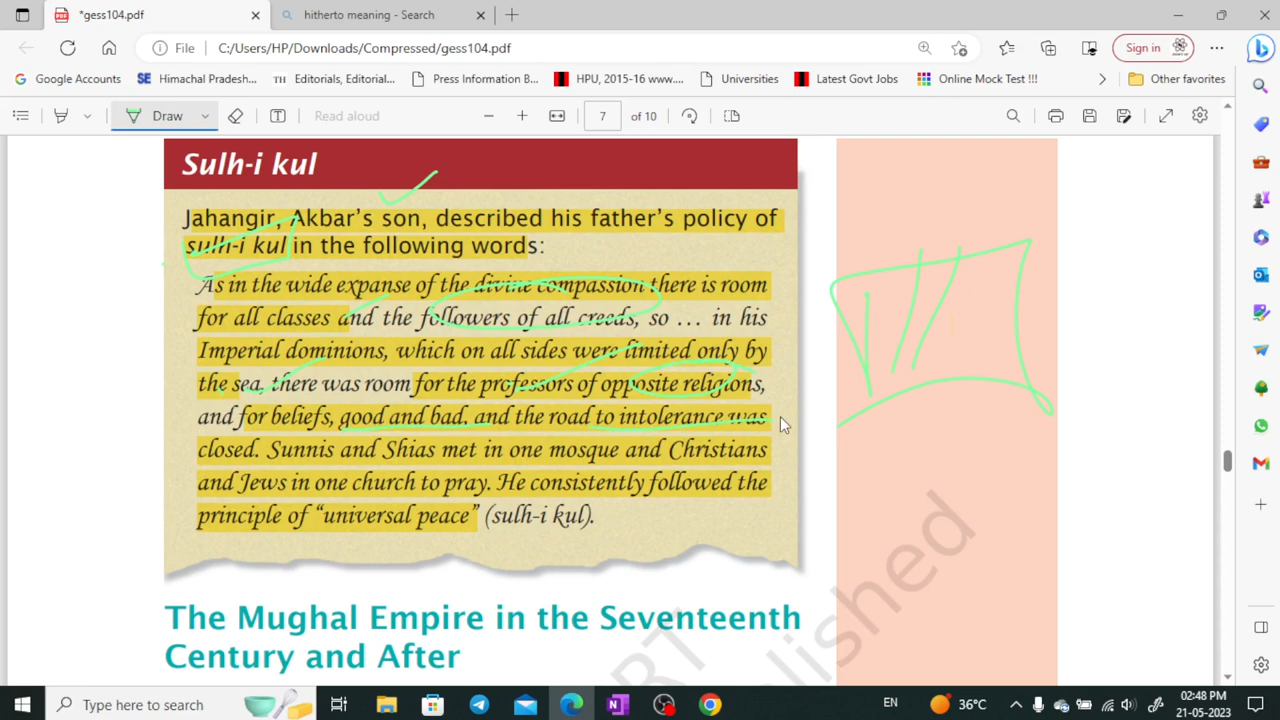 *gess104.pdf
hitherto meaning - Search
File
C:/Users/HP/Downloads/Compressed/gess104.pdf
Sign in
Google Accounts
SE Himachal Pradesh...
TH Editorials, Editorial...
Press Information B...
HPU, 2015-16 www....
Universities
Latest Govt Jobs
Online Mock Test !!!
Other favorites
Draw
Read aloud
7 of 10
Sulh-i kul
Jahangir, Akbar's son, described his father's policy of
sulh-i kul in the following words:
As in the wide expanse of the divine compassion there is room
for all classes and the followers of all creeds, so ... in his
Imperial dominions, which on all sides were limited only by
the sea, there was room for the professors of opposite religions,
and for beliefs, good and bad, and the road to intolerance was
closed. Sunnis and Shias met in one mosque and Christians
and Jews in one church to pray. He consistently followed the
principle of “universal peace” (sulh-i kul).
The Mughal Empire in the Seventeenth
Century and After
Type here to search
EN
36°C
02:48 PM
21-05-2023